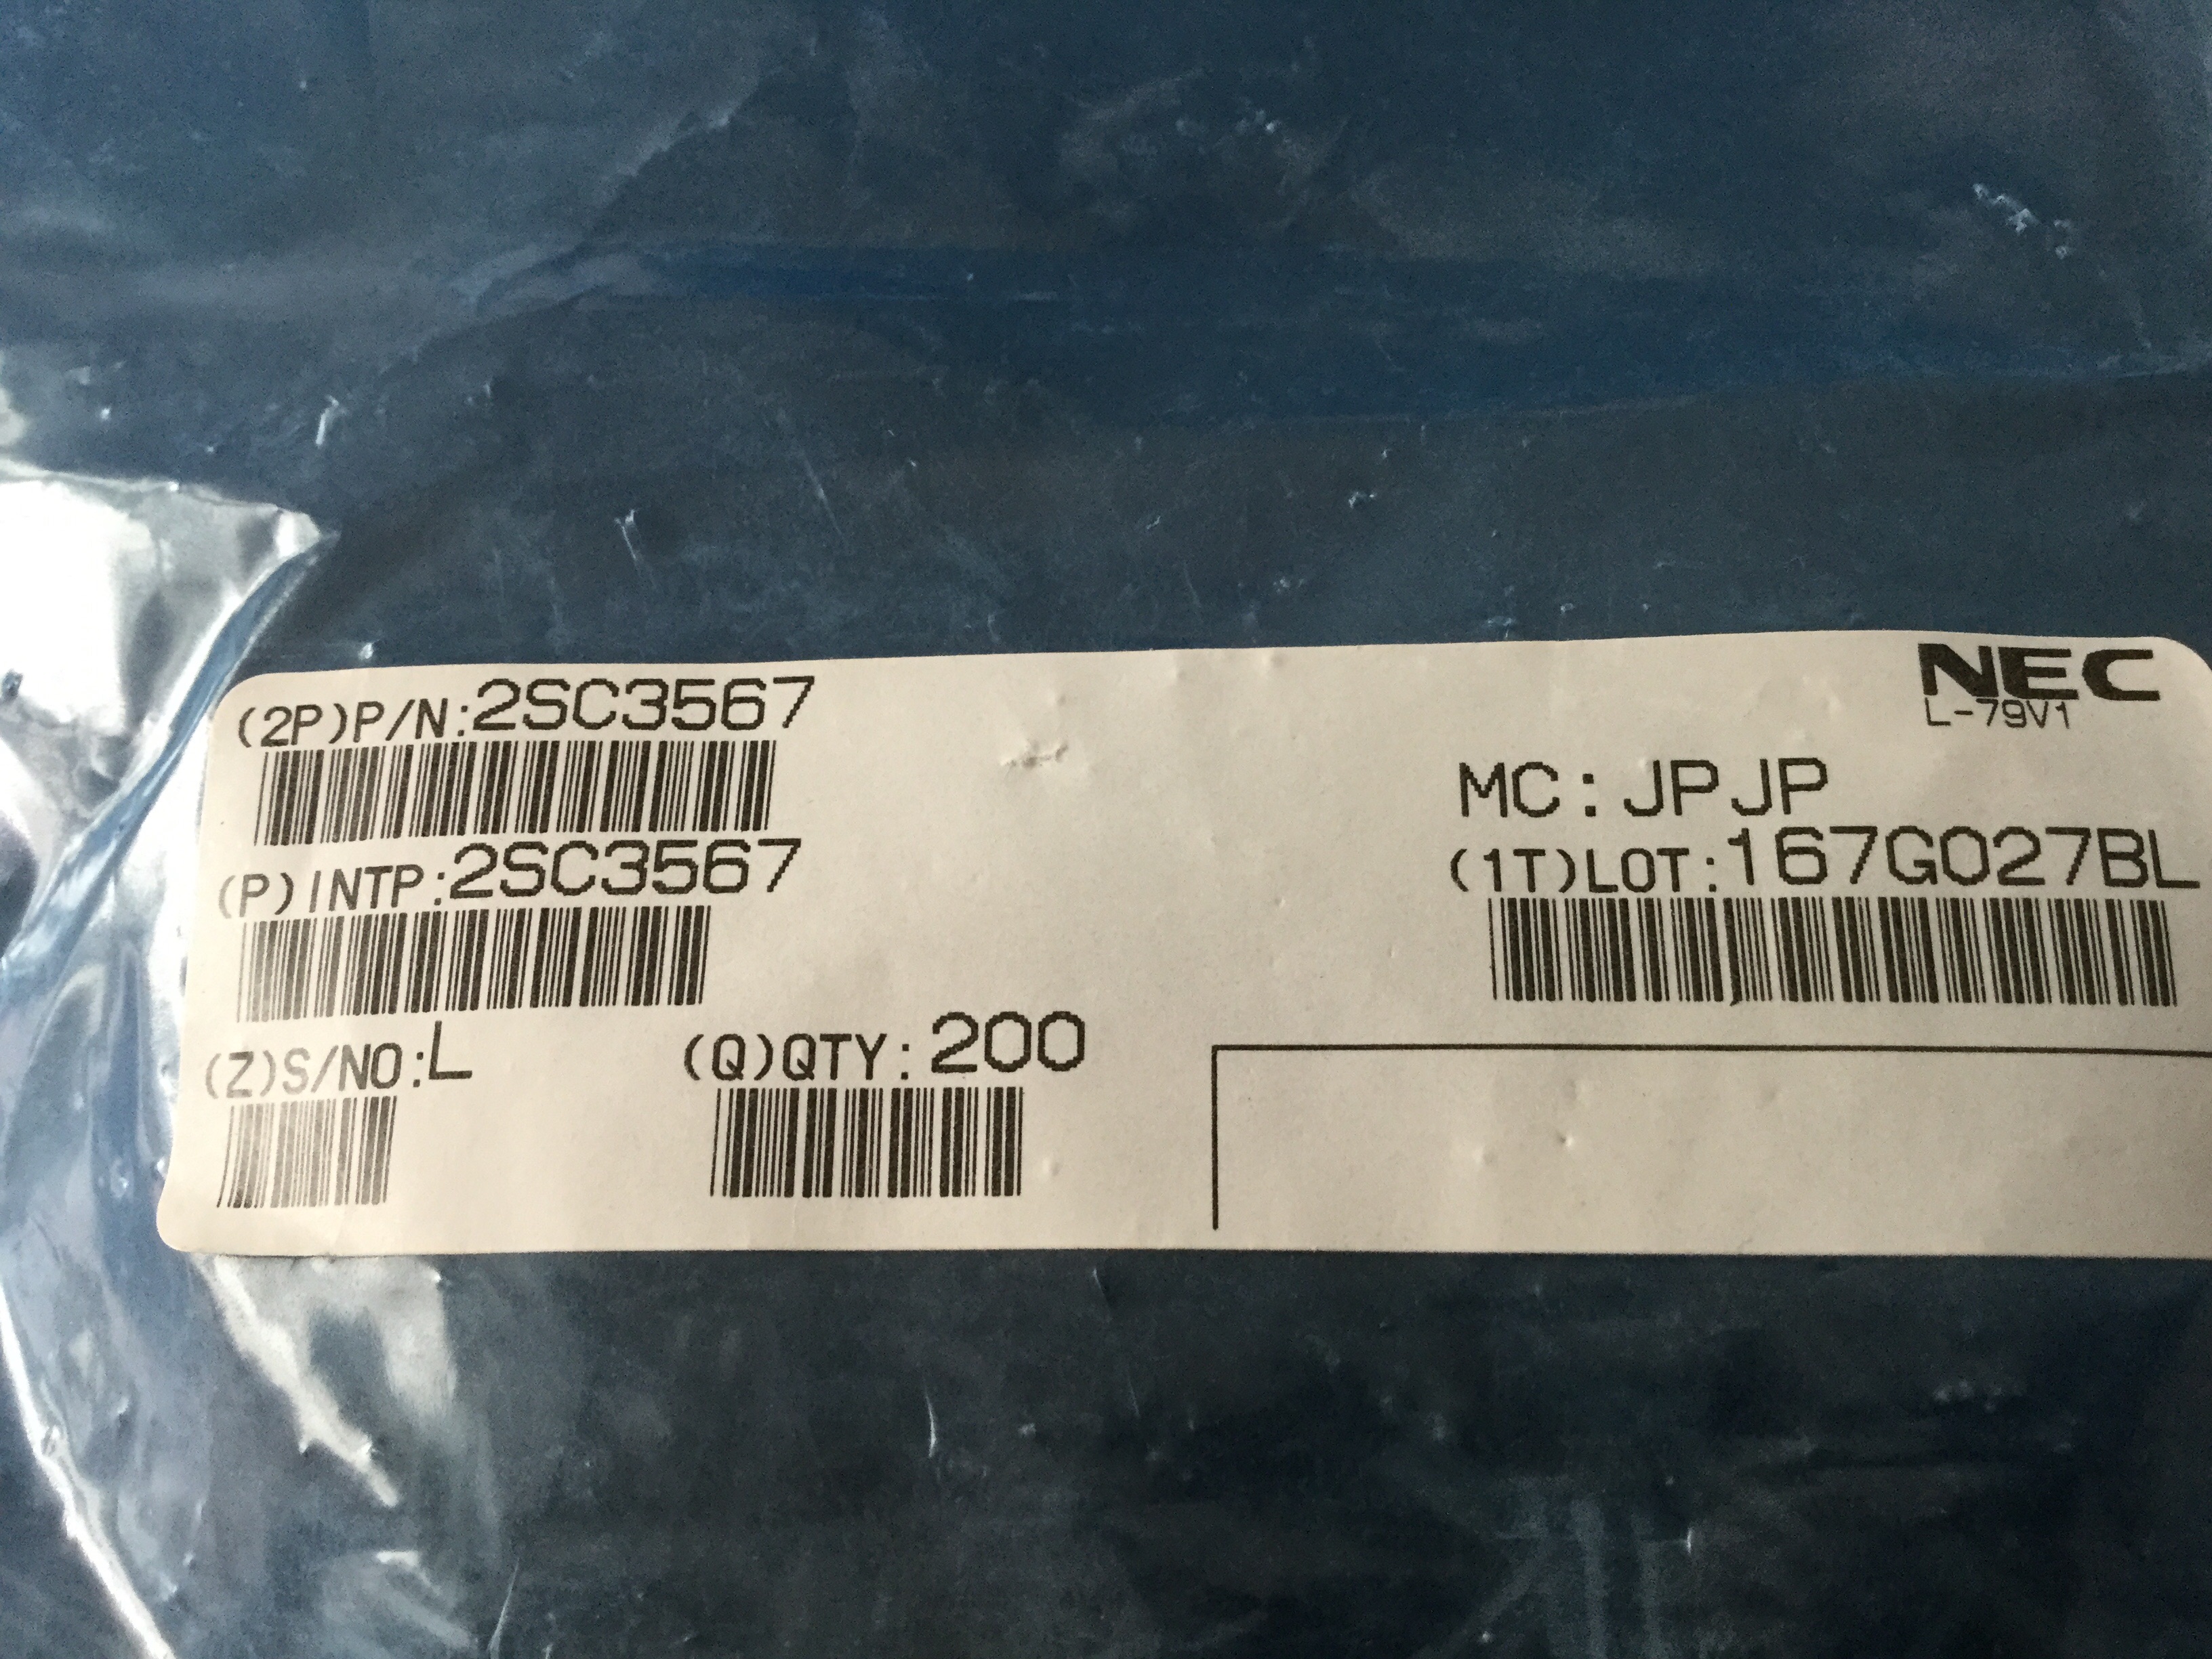 NEC
L-79V1
(2P)P/N:2SC3567
MC:JPJP
(P)INTP:2SC3567
(1T)LOT:167G027BL
(Z)S/NO:L
(Q)QTY:200